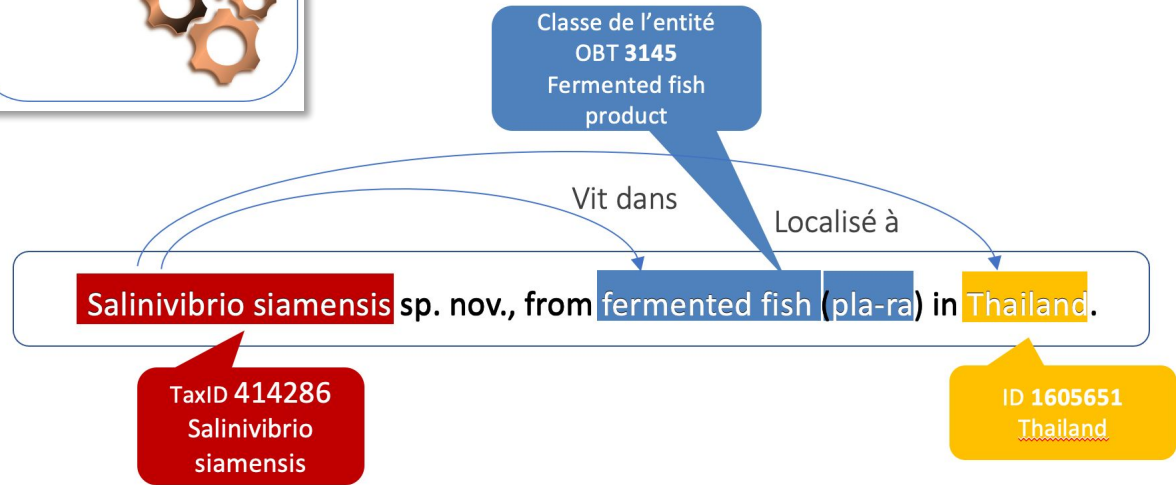 Classe de l’entité
OBT 3145
Fermented fish
product
Vit dans
Localisé à
Salinivibrio siamensis sp. nov., from fermented fish (pla-ra) in Thailand.
TaxID 414286
Salinivibrio
siamensis
ID 1605651
Thailand